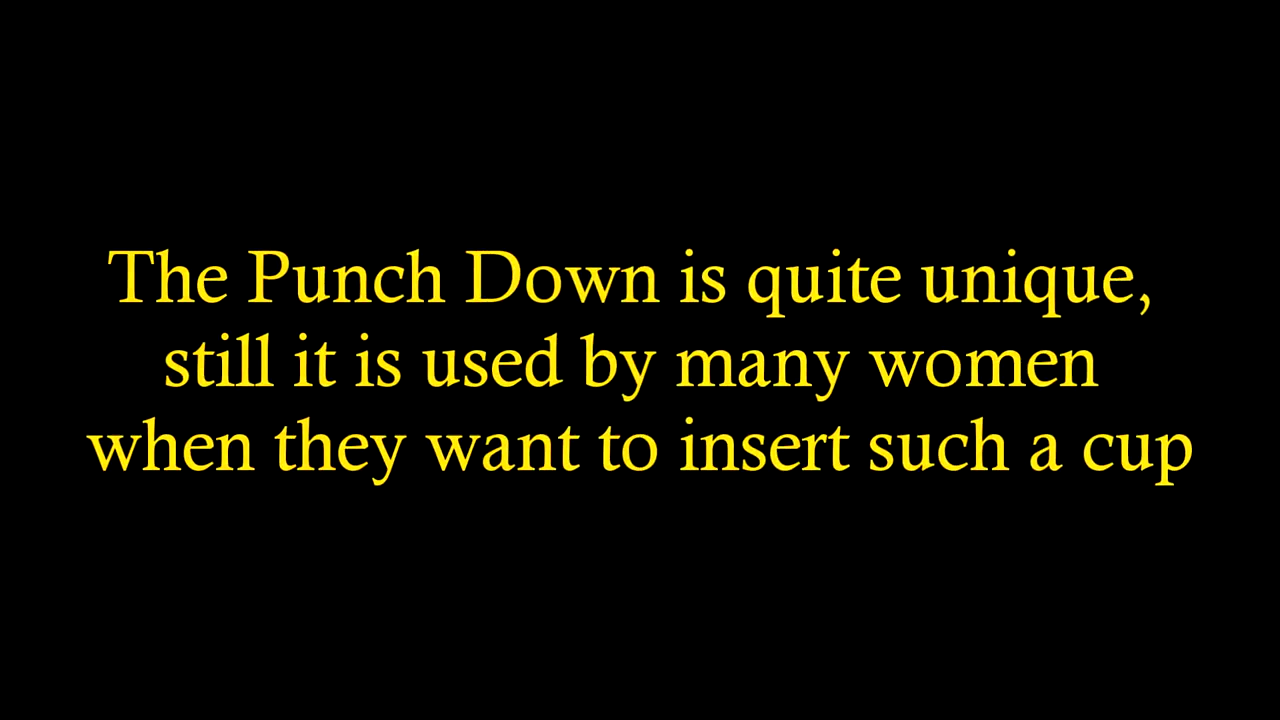 The Punch Down is quite unique,
still it is used by many women
when they want to insert such a cup